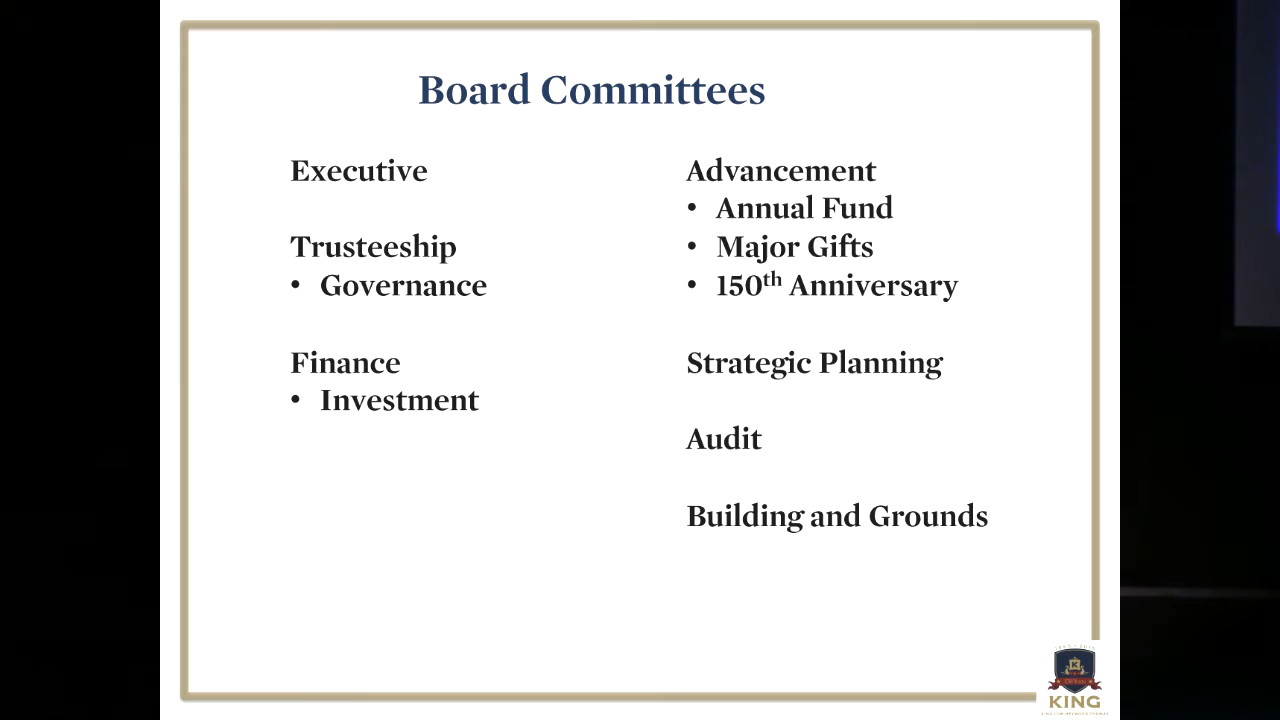 Board Committees
Executive
Trusteeship
• Governance
Finance
• Investment
Advancement
• Annual Fund
• Major Gifts
• 150th Anniversary
Strategic Planning
Audit
Building and Grounds
K
KING